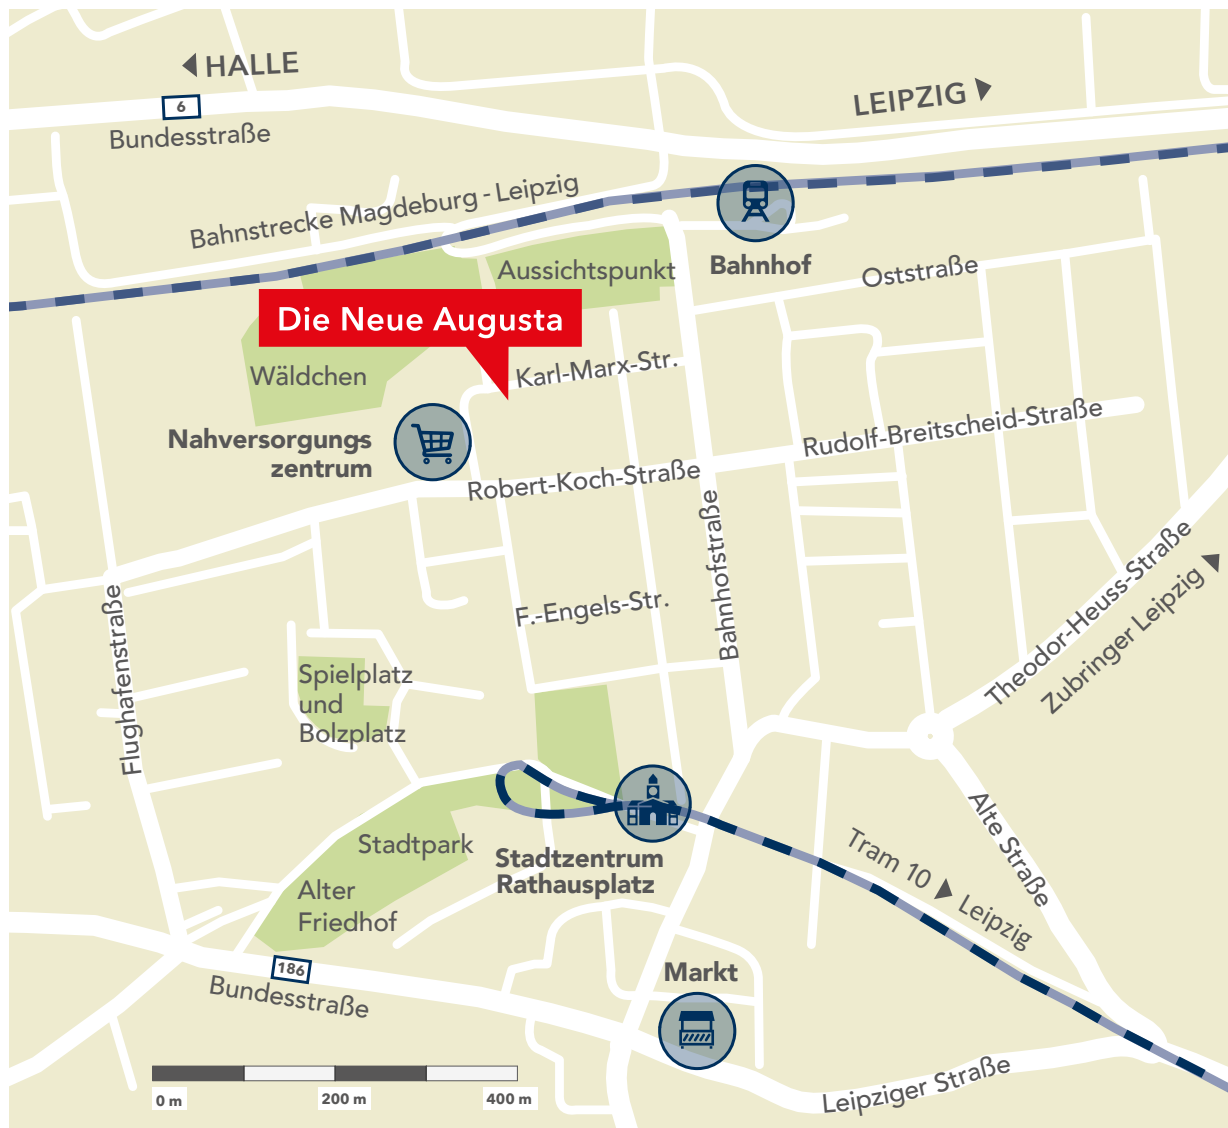 HALLE
6
Bundesstraße
LEIPZIG
Bahnstrecke Magdeburg - Leipzig
Bahnhof
Aussichtspunkt
Oststraße
Die Neue Augusta
Wäldchen
Karl-Marx-Str.
Nahversorgungs-
zentrum
Rudolf-Breitscheid-Straße
Robert-Koch-Straße
Bahnhofstraße
Theodor-Heuss-Straße
Zubringer Leipzig
F.-Engels-Str.
Flughafenstraße
Spielplatz
und
Bolzplatz
Stadtpark
Alter
Friedhof
Stadtzentrum
Rathausplatz
Tram 10
Leipzig
Alte Straße
186
Bundesstraße
Markt
Leipziger Straße
0 m
200 m
400 m